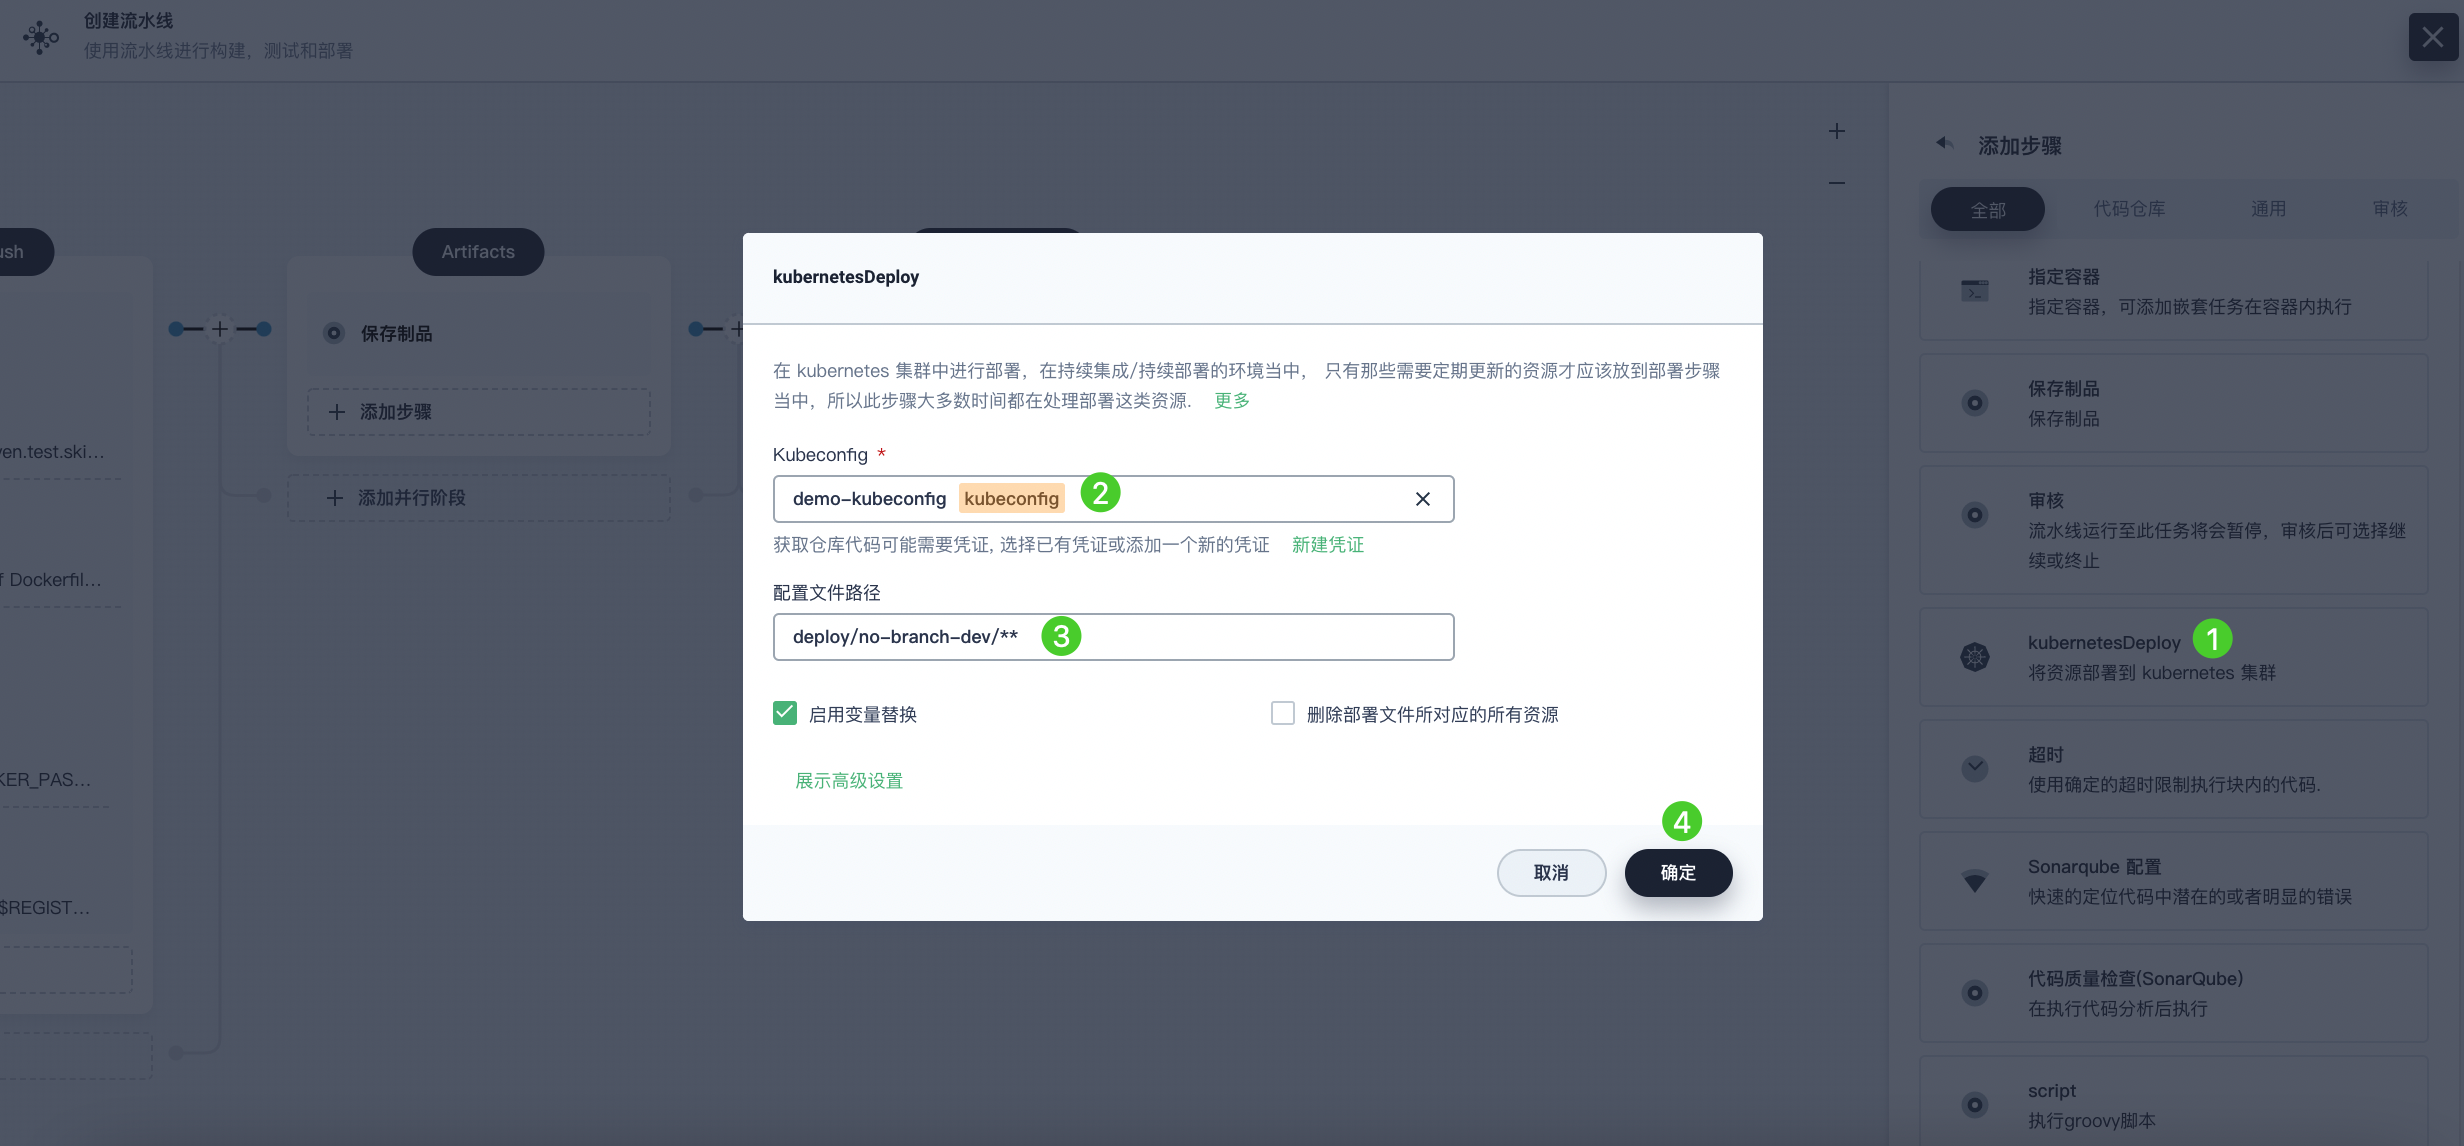 创建流水线
使用流水线进行构建，测试和部署
ush
Artifacts
保存制品
添加步骤
添加并行阶段
ven.test.ski...
f Dockerfil...
KER_PAS...
$REGIST...
kubernetesDeploy
在 kubernetes 集群中进行部署，在持续集成/持续部署的环境当中， 只有那些需要定期更新的资源才应该放到部署步骤
当中，所以此步骤大多数时间都在处理部署这类资源. 更多
Kubeconfig *
demo-kubeconfig kubeconfig 2
获取仓库代码可能需要凭证, 选择已有凭证或添加一个新的凭证 新建凭证
配置文件路径
deploy/no-branch-dev/** 3
启用变量替换 删除部署文件所对应的所有资源
展示高级设置
4
取消 确定
添加步骤
全部 代码仓库 通用 审核
指定容器
指定容器，可添加嵌套任务在容器内执行
保存制品
保存制品
审核
流水线运行至此任务将会暂停，审核后可选择继
续或终止
kubernetesDeploy 1
将资源部署到 kubernetes 集群
超时
使用确定的超时限制执行块内的代码.
Sonarqube 配置
快速的定位代码中潜在的或者明显的错误
代码质量检查(SonarQube)
在执行代码分析后执行
script
执行groovy脚本